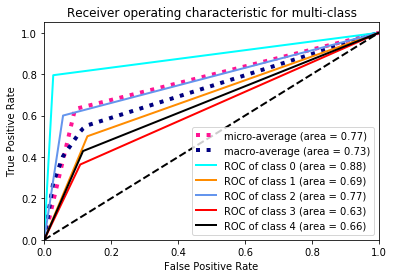 Receiver operating characteristic for multi-class
True Positive Rate
1.0
0.8
0.6
0.4
0.2
0.0
micro-average (area = 0.77)
macro-average (area = 0.73)
ROC of class 0 (area = 0.88)
ROC of class 1 (area = 0.69)
ROC of class 2 (area = 0.77)
ROC of class 3 (area = 0.63)
ROC of class 4 (area = 0.66)
0.0 0.2 0.4 0.6 0.8 1.0
False Positive Rate